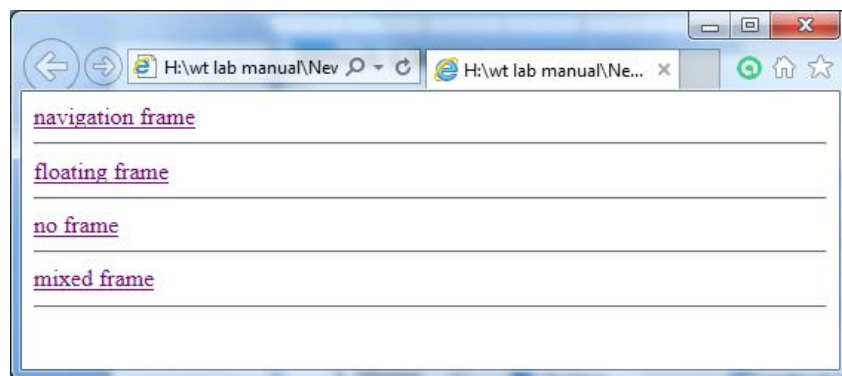 H:\wt lab manual\Nev
H:\wt lab manual\Ne...
navigation frame
floating frame
no frame
mixed frame